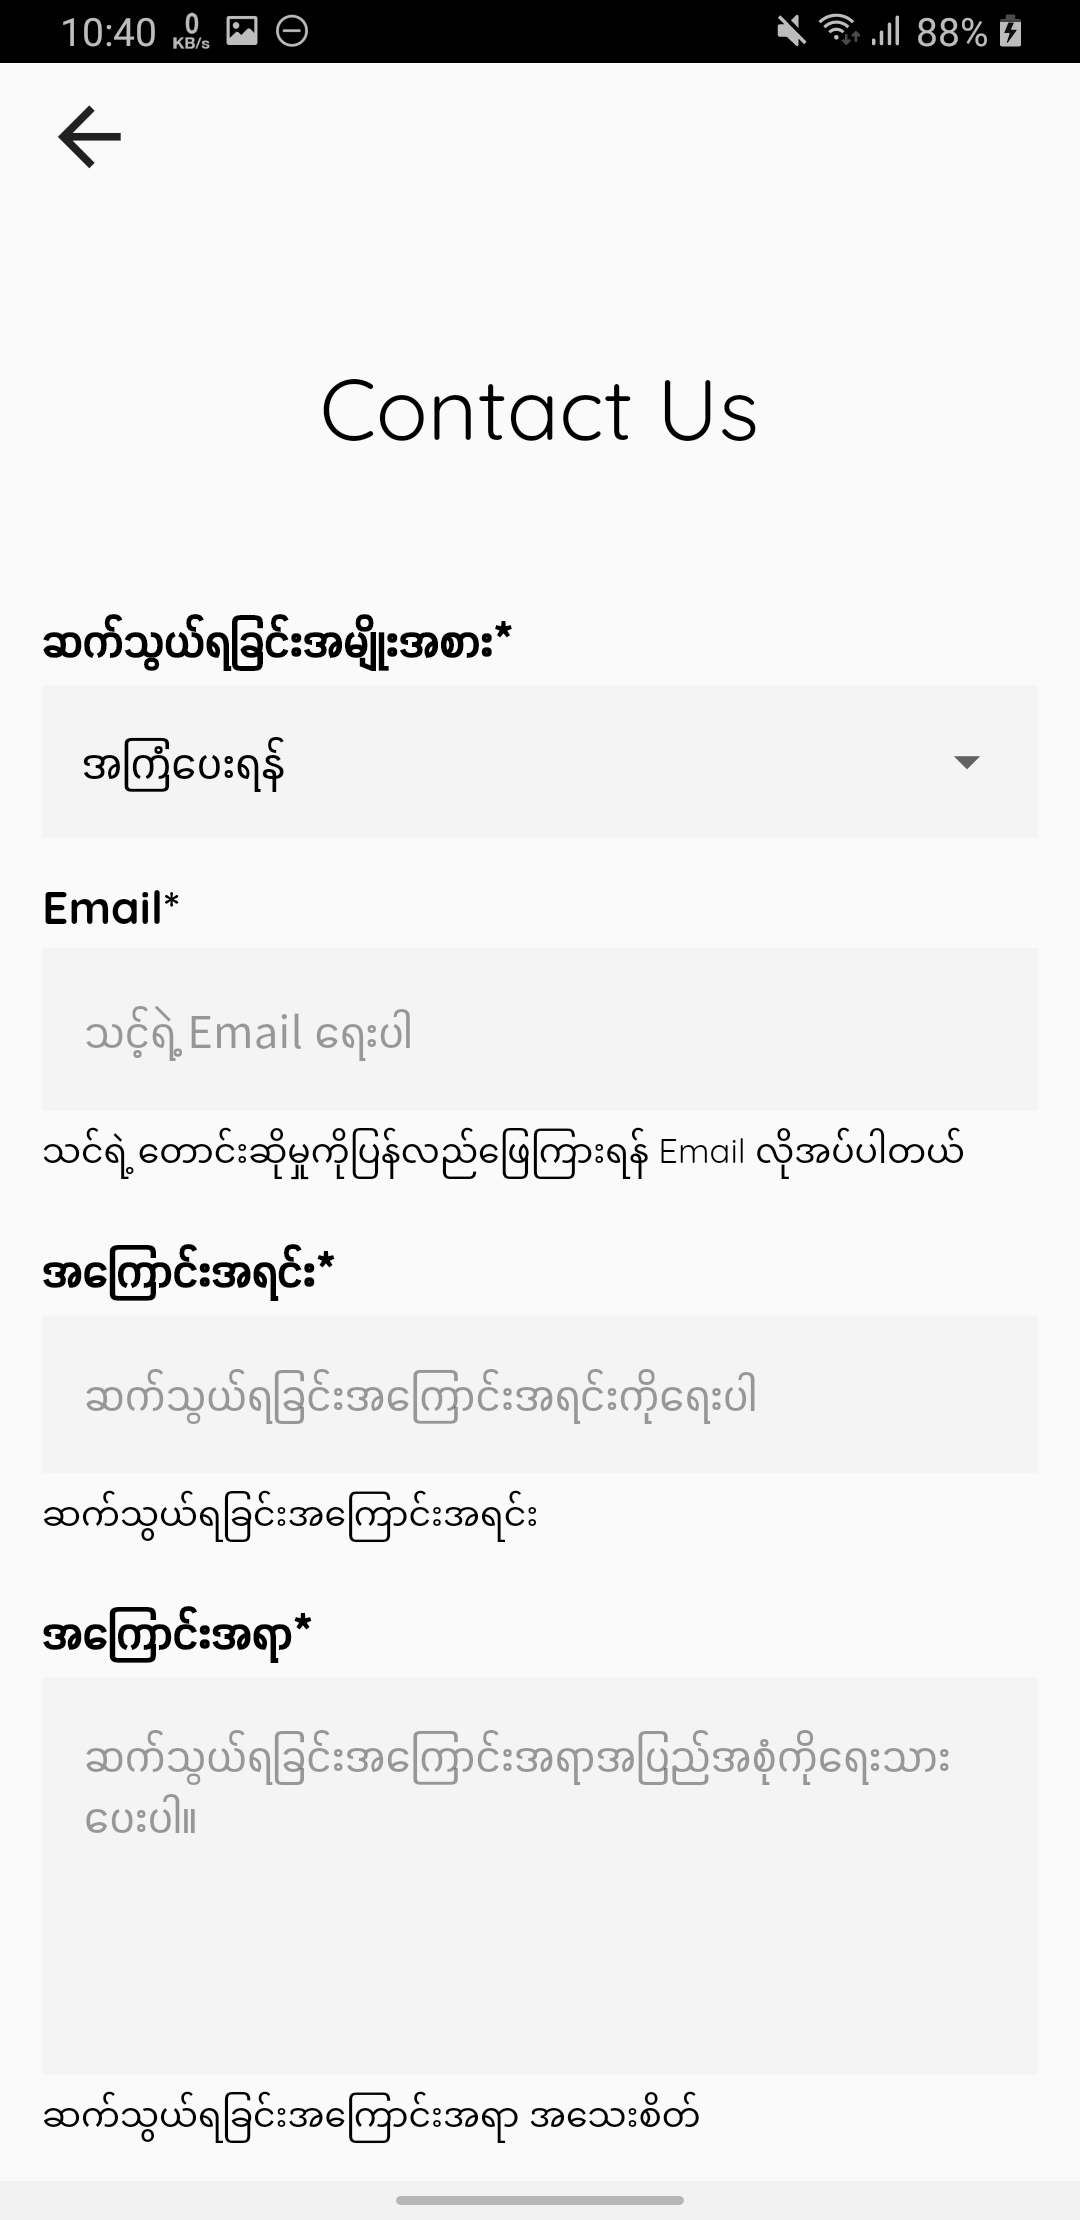 10:40 0 KB/s 88%
Contact Us
ဆက်သွယ်ရခြင်းအမျိုးအစား*
အကြံပေးရန်
Email*
သင့်ရဲ့ Email ရေးပါ
သင်ရဲ့ တောင်းဆိုမှုကိုပြန်လည်ဖြေကြားရန် Email လိုအပ်ပါတယ်
အကြောင်းအရင်း*
ဆက်သွယ်ရခြင်းအကြောင်းအရင်းကိုရေးပါ
ဆက်သွယ်ရခြင်းအကြောင်းအရင်း
အကြောင်းအရာ*
ဆက်သွယ်ရခြင်းအကြောင်းအရာအပြည်အစုံကိုရေးသား
ပေးပါ။
ဆက်သွယ်ရခြင်းအကြောင်းအရာ အသေးစိတ်